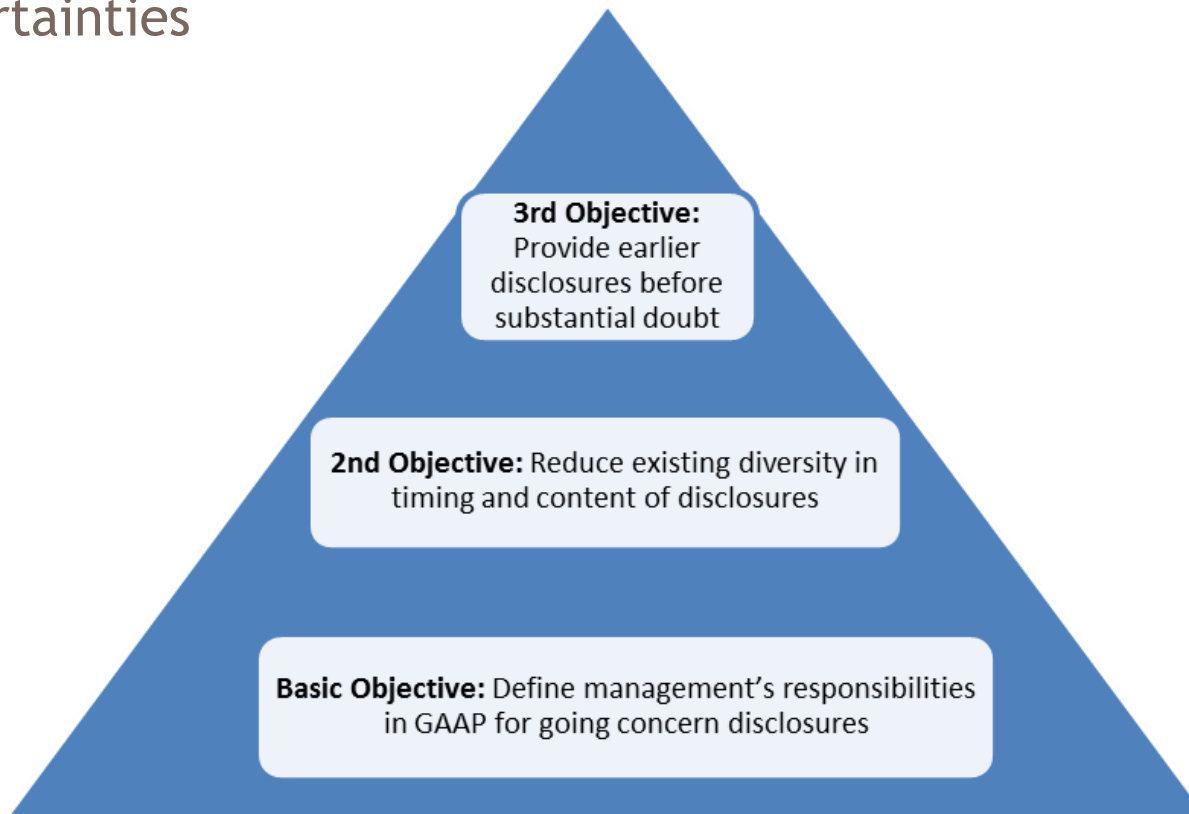 rtainties
3rd Objective:
Provide earlier
disclosures before
substantial doubt
2nd Objective: Reduce existing diversity in
timing and content of disclosures
Basic Objective: Define management’s responsibilities
in GAAP for going concern disclosures